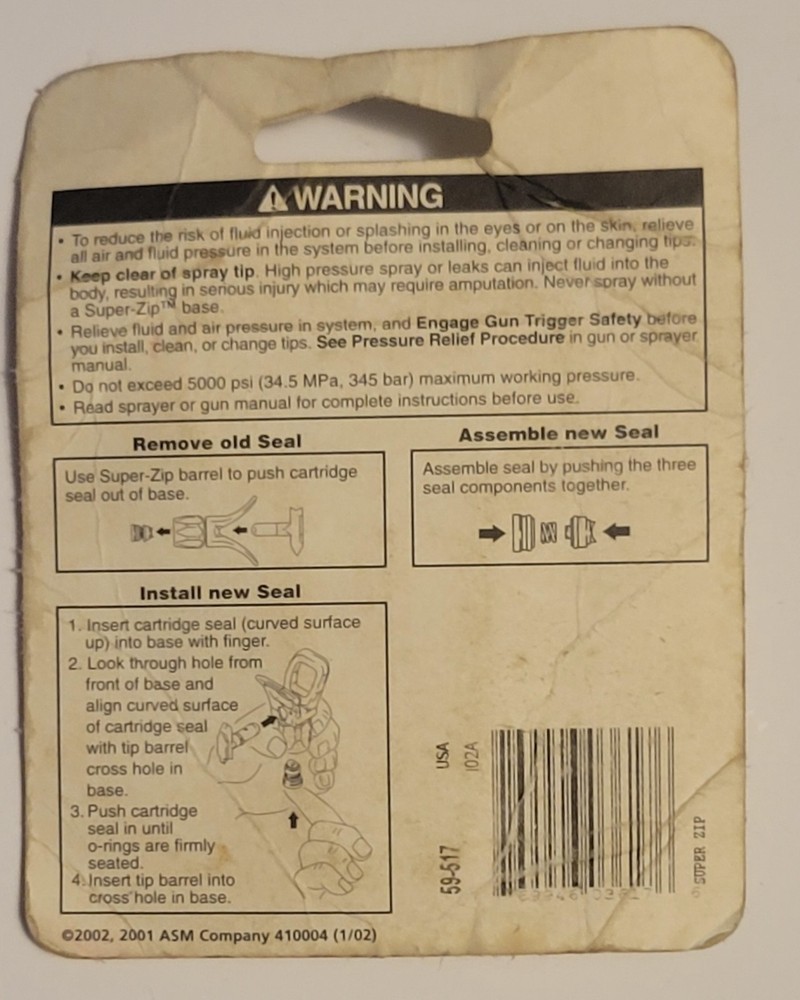 WARNING
• To reduce the risk of fluid injection or splashing in the eyes or on the skin, relieve
all air and fluid pressure in the system before installing, cleaning or changing tips.
• Keep clear of spray tip. High pressure spray or leaks can inject fluid into the
body, resulting in serious injury which may require amputation. Never spray without
a Super-Zip™ base.
• Relieve fluid and air pressure in system, and Engage Gun Trigger Safety before
you install, clean, or change tips. See Pressure Relief Procedure in gun or sprayer
manual.
• Do not exceed 5000 psi (34.5 MPa, 345 bar) maximum working pressure.
• Read sprayer or gun manual for complete instructions before use.
Remove old Seal
Use Super-Zip barrel to push cartridge
seal out of base.
Assemble new Seal
Assemble seal by pushing the three
seal components together.
Install new Seal
1. Insert cartridge seal (curved surface
up) into base with finger.
2. Look through hole from
front of base and
align curved surface
of cartridge seal
with tip barrel
cross hole in
base.
3. Push cartridge
seal in until
o-rings are firmly
seated.
4. Insert tip barrel into
cross hole in base.
USA
102A
59-517
SUPER ZIP
©2002, 2001 ASM Company 410004 (1/02)